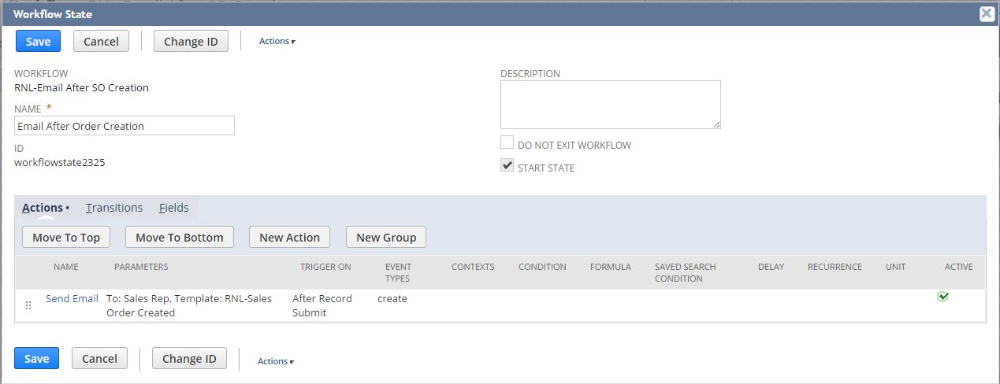 Workflow State
Save Cancel Change ID Actions
WORKFLOW
RNL-Email After SO Creation
NAME *
Email After Order Creation
ID
workflowstate2325
DESCRIPTION
DO NOT EXIT WORKFLOW
START STATE
Actions • Transitions Fields
Move To Top Move To Bottom New Action New Group
NAME PARAMETERS TRIGGER ON EVENT TYPES CONTEXTS CONDITION FORMULA SAVED SEARCH CONDITION DELAY RECURRENCE UNIT ACTIVE
Send Email To: Sales Rep, Template: RNL-Sales Order Created After Record Submit create
Save Cancel Change ID Actions